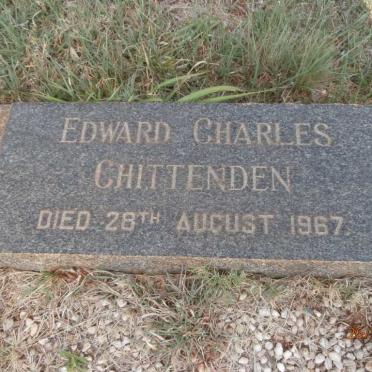 EDWARD CHARLES
CHITTENDEN
DIED 28TH AUGUST 1967.